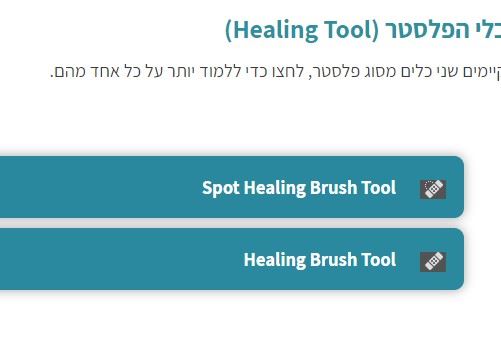 כלי הפלסטר (Healing Tool)
קיימים שני כלים מסוג פלסטר, לחצו כדי ללמוד יותר על כל אחד מהם.
Spot Healing Brush Tool
Healing Brush Tool